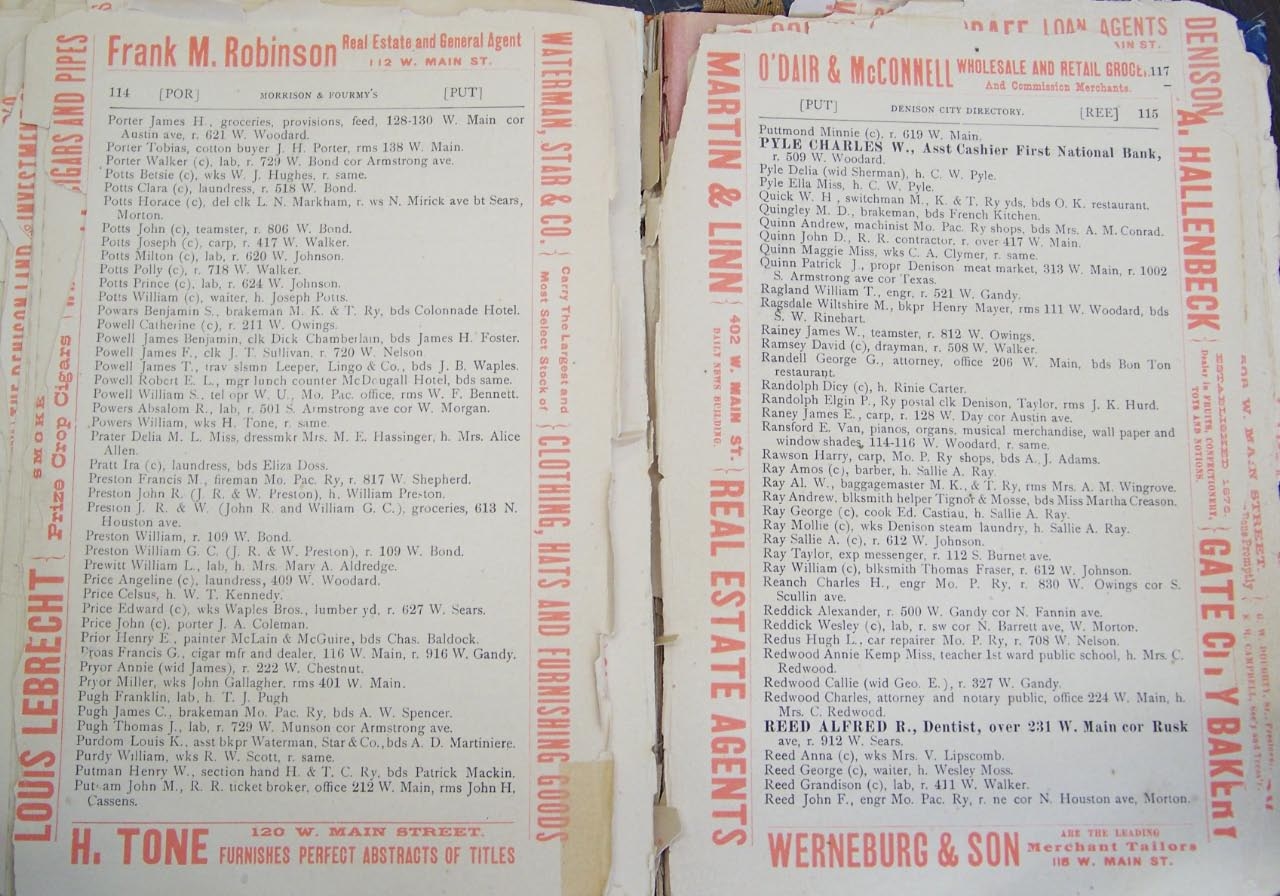 Frank M. Robinson Real Estate and General Agent
112 W. MAIN ST.
114 [POR] MORRISON & FOURMY'S [PUT]
Porter James H, groceries, provisions, feed, 128-130 W. Main cor
Austin ave, r. 621 W. Woodard.
Porter Tobias, cotton buyer J. H. Porter, rms 138 W. Main.
Porter Walker (c), lab, r. 729 W. Bond cor Armstrong ave.
Potts Betsie (c), wks W. J. Hughes, r. same.
Potts Clara (c), laundress, r. 518 W. Bond.
Potts Horace (c), del clk L. N. Markham, r. ws N. Mirick ave bt Sears,
Morton.
Potts John (c), teamster, r. 806 W. Bond.
Potts Joseph (c), carp, r. 417 W. Walker.
Potts Milton (c), lab, r. 620 W. Johnson.
Potts Polly (c), r. 718 W. Walker.
Potts Prince (c), lab, r. 624 W. Johnson.
Potts William (c), waiter, h. Joseph Potts.
Powars Benjamin S., brakeman M. K. & T. Ry, bds Colonnade Hotel.
Powell Catherine (c), r. 211 W. Owings.
Powell James Benjamin, clk Dick Chamberlain, bds James H. Foster.
Powell James F., clk J. T. Sullivan, r. 720 W. Nelson
Powell James T., trav slsmn Leeper, Lingo & Co., bds J. B. Waples.
Powell Robert E. L., mgr lunch counter McDougall Hotel, bds same.
Powell William S., tel opr W. U., Mo. Pac. office, rms W. F. Bennett.
Powers Absalom R., lab, r. 501 S. Armstrong ave cor W. Morgan.
Powers William, wks H. Tone, r. same.
Prater Delia M. L. Miss, dressmkr Mrs. M. E. Hassinger, h. Mrs. Alice
Allen.
Pratt Ira (c), laundress, bds Eliza Doss.
Preston Francis M., fireman Mo. Pac. Ry, r. 817 W. Shepherd.
Preston John R. (J. R. & W. Preston), h. William Preston.
Preston J. R. & W. (John R. and William G. C.), groceries, 613 N.
Houston ave.
Preston William, r. 109 W. Bond.
Preston William G. C. (J. R. & W. Preston), r. 109 W. Bond.
Prewitt William L., lab, h. Mrs. Mary A. Aldredge.
Price Angeline (c), laundress, 409 W. Woodard.
Price Celsus, h. W. T. Kennedy.
Price Edward (c), wks Waples Bros., lumber yd, r. 627 W. Sears.
Price John (c), porter J. A. Coleman.
Prior Henry E., painter McLain & McGuire, bds Chas. Baldock.
Proas Francis G., cigar mfr and dealer, 116 W. Main, r. 916 W. Gandy.
Pryor Annie (wid James), r. 222 W. Chestnut.
Pryor Miller, wks John Gallagher, rms 401 W. Main.
Pugh Franklin, lab, h. T. J. Pugh
Pugh James C., brakeman Mo. Pac. Ry, bds A. W. Spencer.
Pugh Thomas J., lab, r. 729 W. Munson cor Armstrong ave.
Purdom Louis K., asst bkpr Waterman, Star & Co., bds A. D. Martiniere.
Purdy William, wks R. W. Scott, r. same.
Putman Henry W., section hand H. & T. C. Ry, bds Patrick Mackin.
Put am John M., R. R. ticket broker, office 212 W. Main, rms John H.
Cassens.
H. TONE 120 W. MAIN STREET.
FURNISHES PERFECT ABSTRACTS OF TITLES
LOUIS LEBRECHT } SMOKE
Prize Crop Cigars
CIGARS AND PIPES
WATERMAN, STAR & CO. { Carry The Largest and
Most Select Stock of } CLOTHING, HATS AND FURNISHING GOODS
LOAN AGENTS
IN ST.
O'DAIR & McCONNELL WHOLESALE AND RETAIL GROCE. 117
And Commission Merchants.
[PUT] DENISON CITY DIRECTORY. [REE] 115
Puttmond Minnie (c) r. 619 W. Main.
PYLE CHARLES W., Asst Cashier First National Bank,
r. 509 W. Woodard.
Pyle Delia (wid Sherman), h. C. W. Pyle.
Pyle Ella Miss, h. C. W. Pyle.
Quick W. H, switchman M., K. & T. Ry yds, bds O. K. restaurant.
Quingley M. D., brakeman, bds French Kitchen.
Quinn Andrew, machinist Mo. Pac. Ry shops, bds Mrs. A. M. Conrad.
Quinn John D., R. R. contractor, r. over 417 W. Main.
Quinn Maggie Miss, wks C. A. Clymer, r. same.
Quinn Patrick J., propr Denison meat market, 313 W. Main, r. 1002
S. Armstrong ave cor Texas.
Ragland William T., engr, r. 521 W. Gandy.
Ragsdale Wiltshire M., bkpr Henry Mayer, rms 111 W. Woodard, bds
S. W. Rinehart.
Rainey James W., teamster, r. 812 W. Owings.
Ramsey David (c), drayman, r. 508 W. Walker.
Randell George G., attorney, office 206 W. Main, bds Bon Ton
restaurant.
Randolph Dicy (c), h. Rinie Carter.
Randolph Elgin P., Ry postal clk Denison, Taylor, rms J. K. Hurd.
Raney James E., carp, r. 128 W. Day cor Austin ave.
Ransford E. Van, pianos, organs, musical merchandise, wall paper and
window shades, 114-116 W. Woodard, r. same.
Rawson Harry, carp, Mo. P. Ry shops, bds A. J. Adams.
Ray Amos (c), barber, h. Sallie A. Ray.
Ray Al. W., baggagemaster M. K., & T. Ry, rms Mrs. A. M. Wingrove.
Ray Andrew, blksmith helper Tignor & Mosse, bds Miss Martha Creason.
Ray George (c), cook Ed. Castiau, h. Sallie A. Ray.
Ray Mollie (c), wks Denison steam laundry, h. Sallie A. Ray.
Ray Sallie A. (c), r. 612 W. Johnson.
Ray Taylor, exp messenger, r. 112 S. Burnet ave.
Ray William (c), blksmith Thomas Fraser, r. 612 W. Johnson.
Reanch Charles H., engr Mo. P. Ry, r. 830 W. Owings cor S.
Scullin ave.
Reddick Alexander, r. 500 W. Gandy cor N. Fannin ave.
Reddick Wesley (c), lab, r. sw cor N. Barrett ave, W. Morton.
Redus Hugh L., car repairer Mo. P. Ry, r. 708 W. Nelson.
Redwood Annie Kemp Miss, teacher 1st ward public school, h. Mrs. C.
Redwood.
Redwood Callie (wid Geo. E.), r. 327 W. Gandy.
Redwood Charles, attorney and notary public, office 224 W. Main, h.
Mrs. C. Redwood.
REED ALFRED R., Dentist, over 231 W. Main cor Rusk
ave, r. 912 W. Sears.
Reed Anna (c), wks Mrs. V. Lipscomb.
Reed George (c), waiter, h. Wesley Moss.
Reed Grandison (c), lab, r. 411 W. Walker.
Reed John F., engr Mo. Pac. Ry, r. ne cor N. Houston ave, Morton.
WERNEBURG & SON ARE THE LEADING
Merchant Tailors
118 W. MAIN ST.
MARTIN & LINN { 402 W. MAIN ST.
DAILY NEWS BUILDING. } REAL ESTATE AGENTS
DENISON
A. HALLENBECK { Dealer in FRUITS, CONFECTIONERY,
TOYS AND NOTIONS. } GATE CITY BAKERY
ESTABLISHED 1876.